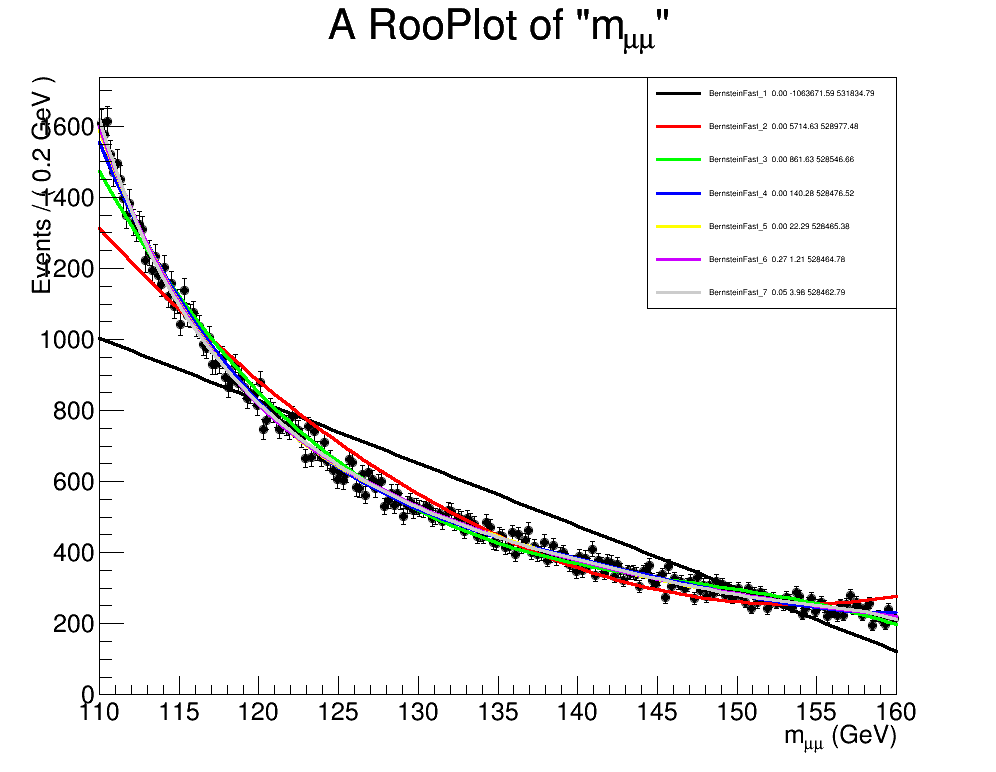 A RooPlot of "mμμ"
Events / ( 0.2 GeV )
1600
1400
1200
1000
800
600
400
200
0
110 115 120 125 130 135 140 145 150 155 160
mμμ (GeV)
BernsteinFast_1 0.00 -1063671.59 531834.79
BernsteinFast_2 0.00 5714.63 528977.48
BernsteinFast_3 0.00 861.63 528546.66
BernsteinFast_4 0.00 140.28 528476.52
BernsteinFast_5 0.00 22.29 528465.38
BernsteinFast_6 0.27 1.21 528464.78
BernsteinFast_7 0.05 3.98 528462.79